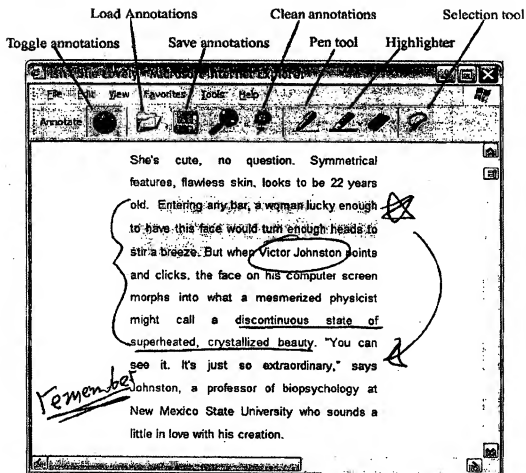 Load Annotations Clean annotations Selection tool
Toggle annotations Save annotations Pen tool Highlighter
Isn't She Lovely - Microsoft Internet Explorer
File Edit View Favorites Tools Help
Annotate
She's cute, no question. Symmetrical
features, flawless skin, looks to be 22 years
old. Entering any bar, a woman lucky enough
to have this face would turn enough heads to
stir a breeze. But when Victor Johnston points
and clicks, the face on his computer screen
morphs into what a mesmerized physicist
might call a discontinuous state of
superheated, crystallized beauty. "You can
see it. It's just so extraordinary," says
Johnston, a professor of biopsychology at
remember
New Mexico State University who sounds a
little in love with his creation.